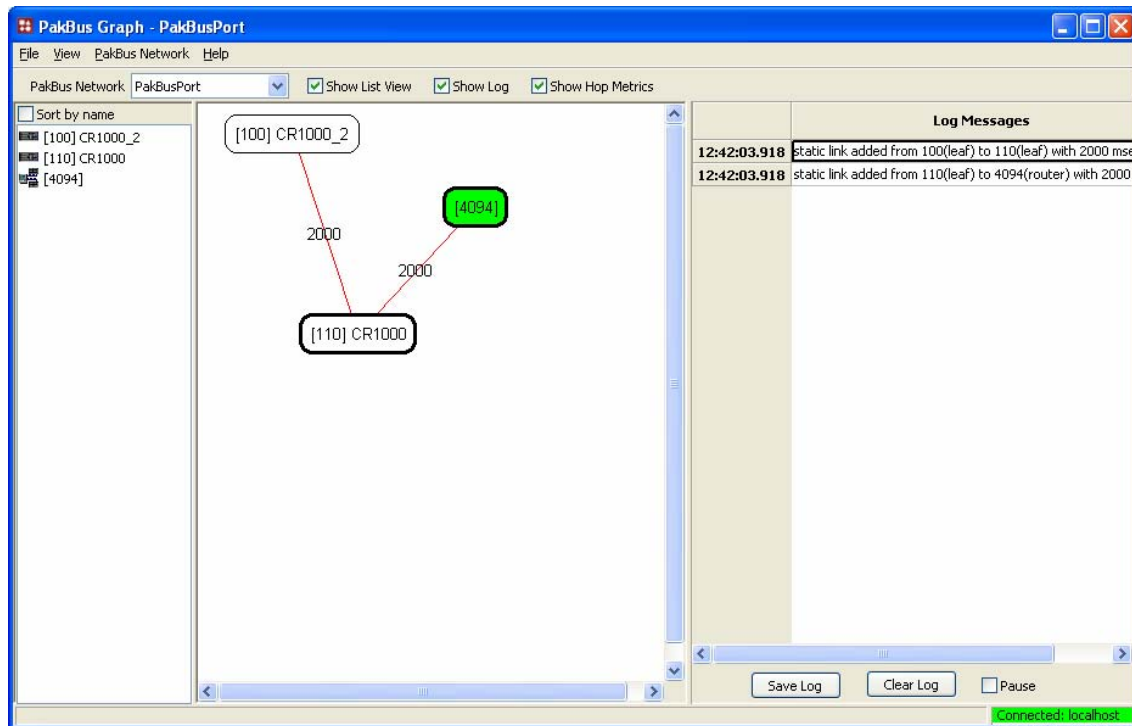 PakBus Graph - PakBusPort
File View PakBus Network Help
PakBus Network PakBusPort Show List View Show Log Show Hop Metrics
Sort by name
[100] CR1000_2
[110] CR1000
[4094]
[100] CR1000_2
[4094]
2000
2000
[110] CR1000
Log Messages
12:42:03.918 static link added from 100(leaf) to 110(leaf) with 2000 mse
12:42:03.918 static link added from 110(leaf) to 4094(router) with 2000
Save Log Clear Log Pause
Connected: localhost